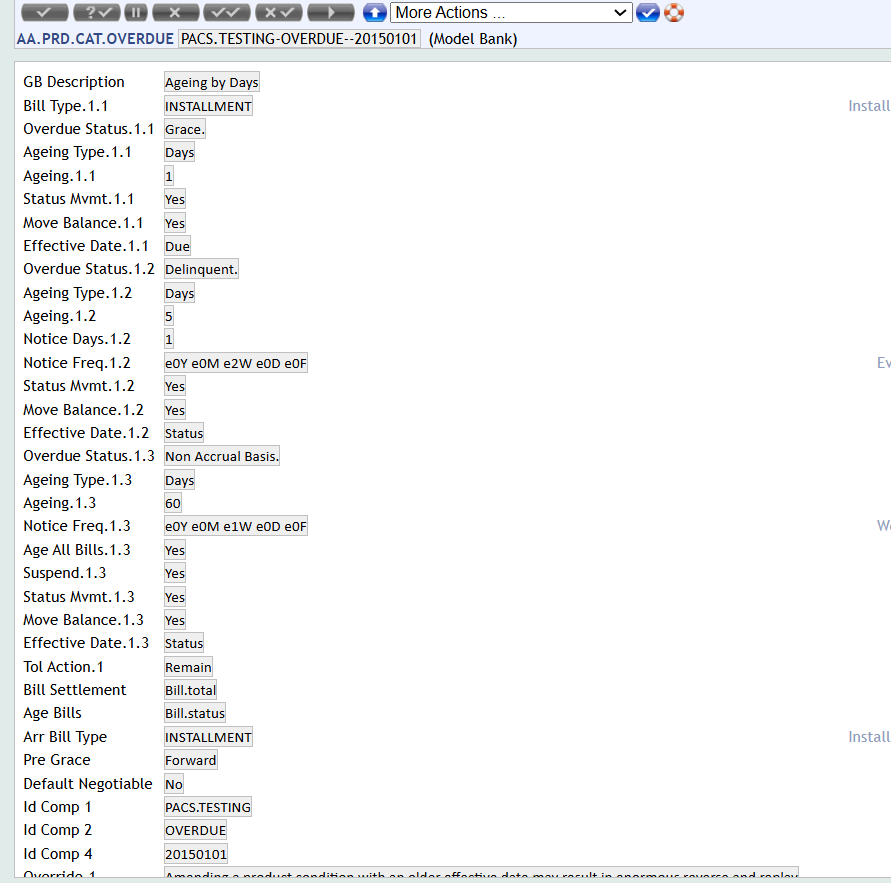 More Actions ...
AA.PRD.CAT.OVERDUE PACS.TESTING-OVERDUE--20150101 (Model Bank)
GB Description Ageing by Days
Bill Type.1.1 INSTALLMENT Install
Overdue Status.1.1 Grace.
Ageing Type.1.1 Days
Ageing.1.1 1
Status Mvmt.1.1 Yes
Move Balance.1.1 Yes
Effective Date.1.1 Due
Overdue Status.1.2 Delinquent.
Ageing Type.1.2 Days
Ageing.1.2 5
Notice Days.1.2 1
Notice Freq.1.2 e0Y e0M e2W e0D e0F Ev
Status Mvmt.1.2 Yes
Move Balance.1.2 Yes
Effective Date.1.2 Status
Overdue Status.1.3 Non Accrual Basis.
Ageing Type.1.3 Days
Ageing.1.3 60
Notice Freq.1.3 e0Y e0M e1W e0D e0F We
Age All Bills.1.3 Yes
Suspend.1.3 Yes
Status Mvmt.1.3 Yes
Move Balance.1.3 Yes
Effective Date.1.3 Status
Tol Action.1 Remain
Bill Settlement Bill.total
Age Bills Bill.status
Arr Bill Type INSTALLMENT Install
Pre Grace Forward
Default Negotiable No
Id Comp 1 PACS.TESTING
Id Comp 2 OVERDUE
Id Comp 4 20150101
Override.1 Amending a product condition with an older effective date may result in enormous reverse and replay